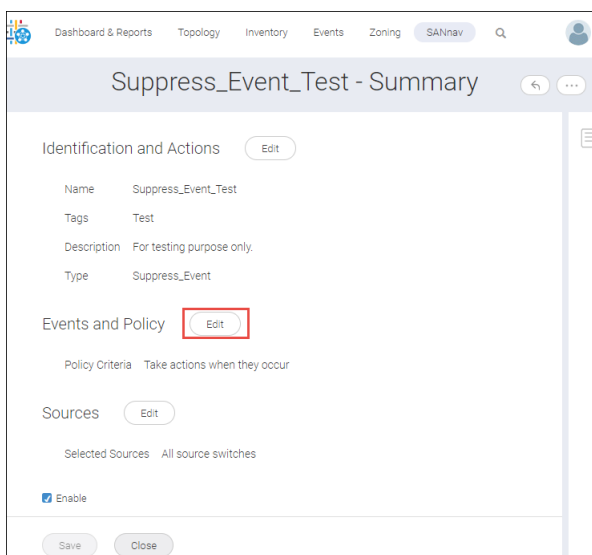 Dashboard & Reports Topology Inventory Events Zoning SANnav
Suppress_Event_Test - Summary
Identification and Actions Edit
Name Suppress_Event_Test
Tags Test
Description For testing purpose only.
Type Suppress_Event
Events and Policy Edit
Policy Criteria Take actions when they occur
Sources Edit
Selected Sources All source switches
Enable
Save Close